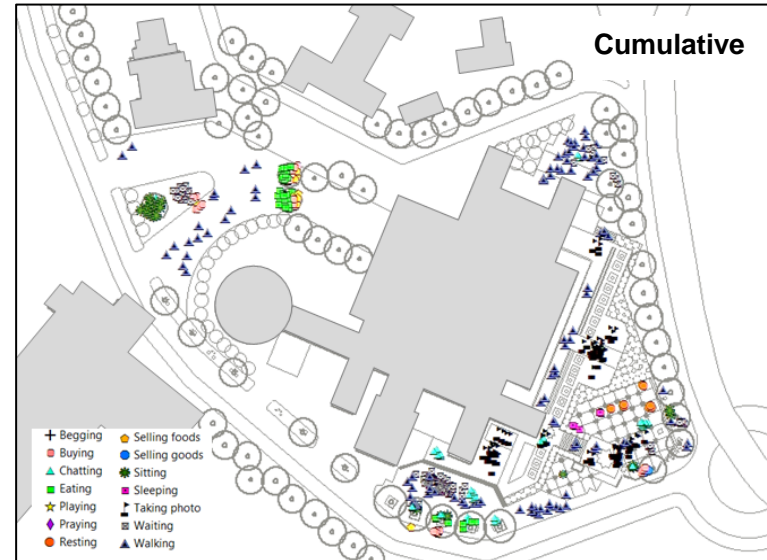 Cumulative
Begging
Buying
Chatting
Eating
Playing
Praying
Resting
Selling foods
Selling goods
Sitting
Sleeping
Taking photo
Waiting
Walking